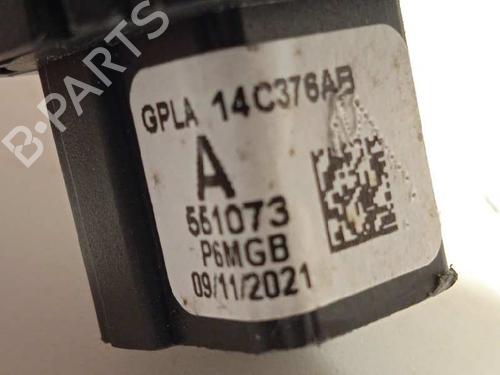 B-PARTS
GPLA 14C376AB
A
551073
P6MGB
09/11/2021